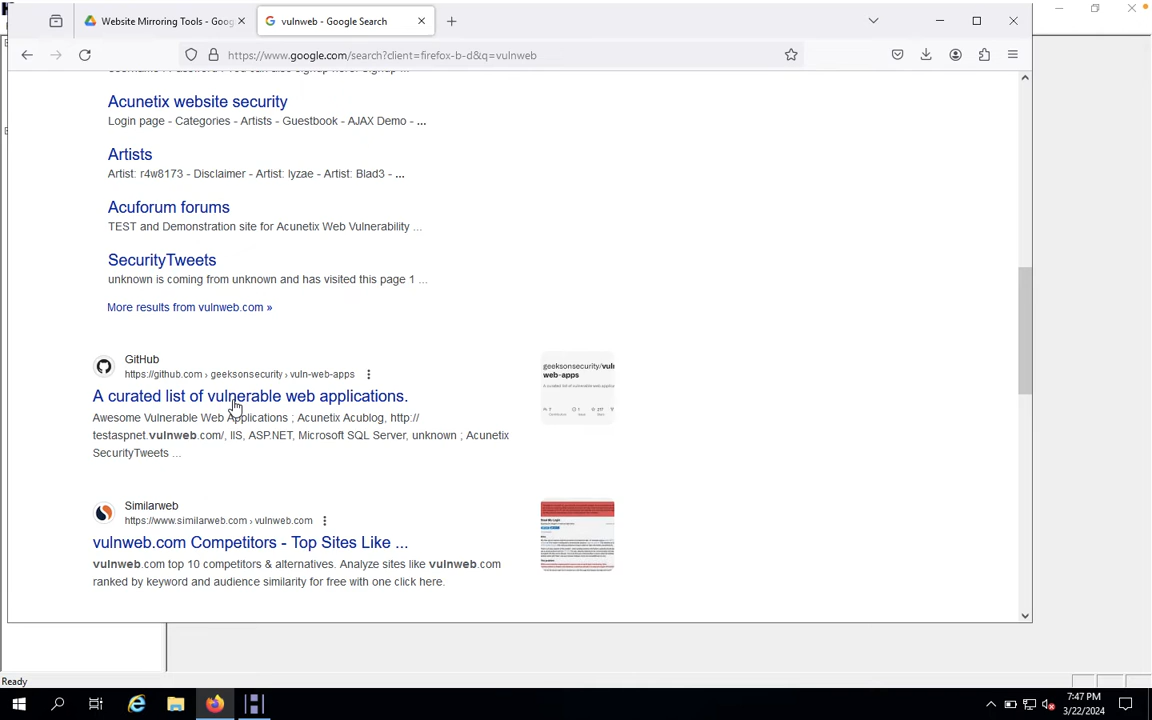 Website Mirroring Tools - Goog
vulnweb - Google Search
https://www.google.com/search?client=firefox-b-d&q=vulnweb
Acunetix website security
Login page - Categories - Artists - Guestbook - AJAX Demo - ...
Artists
Artist: r4w8173 - Disclaimer - Artist: lyzae - Artist: Blad3 - ...
Acuforum forums
TEST and Demonstration site for Acunetix Web Vulnerability ...
SecurityTweets
unknown is coming from unknown and has visited this page 1 ...
More results from vulnweb.com »
GitHub
https://github.com › geeksonsecurity › vuln-web-apps
A curated list of vulnerable web applications.
Awesome Vulnerable Web Applications ; Acunetix Acublog, http://
testaspnet.vulnweb.com/, IIS, ASP.NET, Microsoft SQL Server, unknown ; Acunetix
SecurityTweets ...
geeksonsecurity/vuln
web-apps
Similarweb
https://www.similarweb.com › vulnweb.com
vulnweb.com Competitors - Top Sites Like ...
vulnweb.com top 10 competitors & alternatives. Analyze sites like vulnweb.com
ranked by keyword and audience similarity for free with one click here.
Ready
7:47 PM
3/22/2024